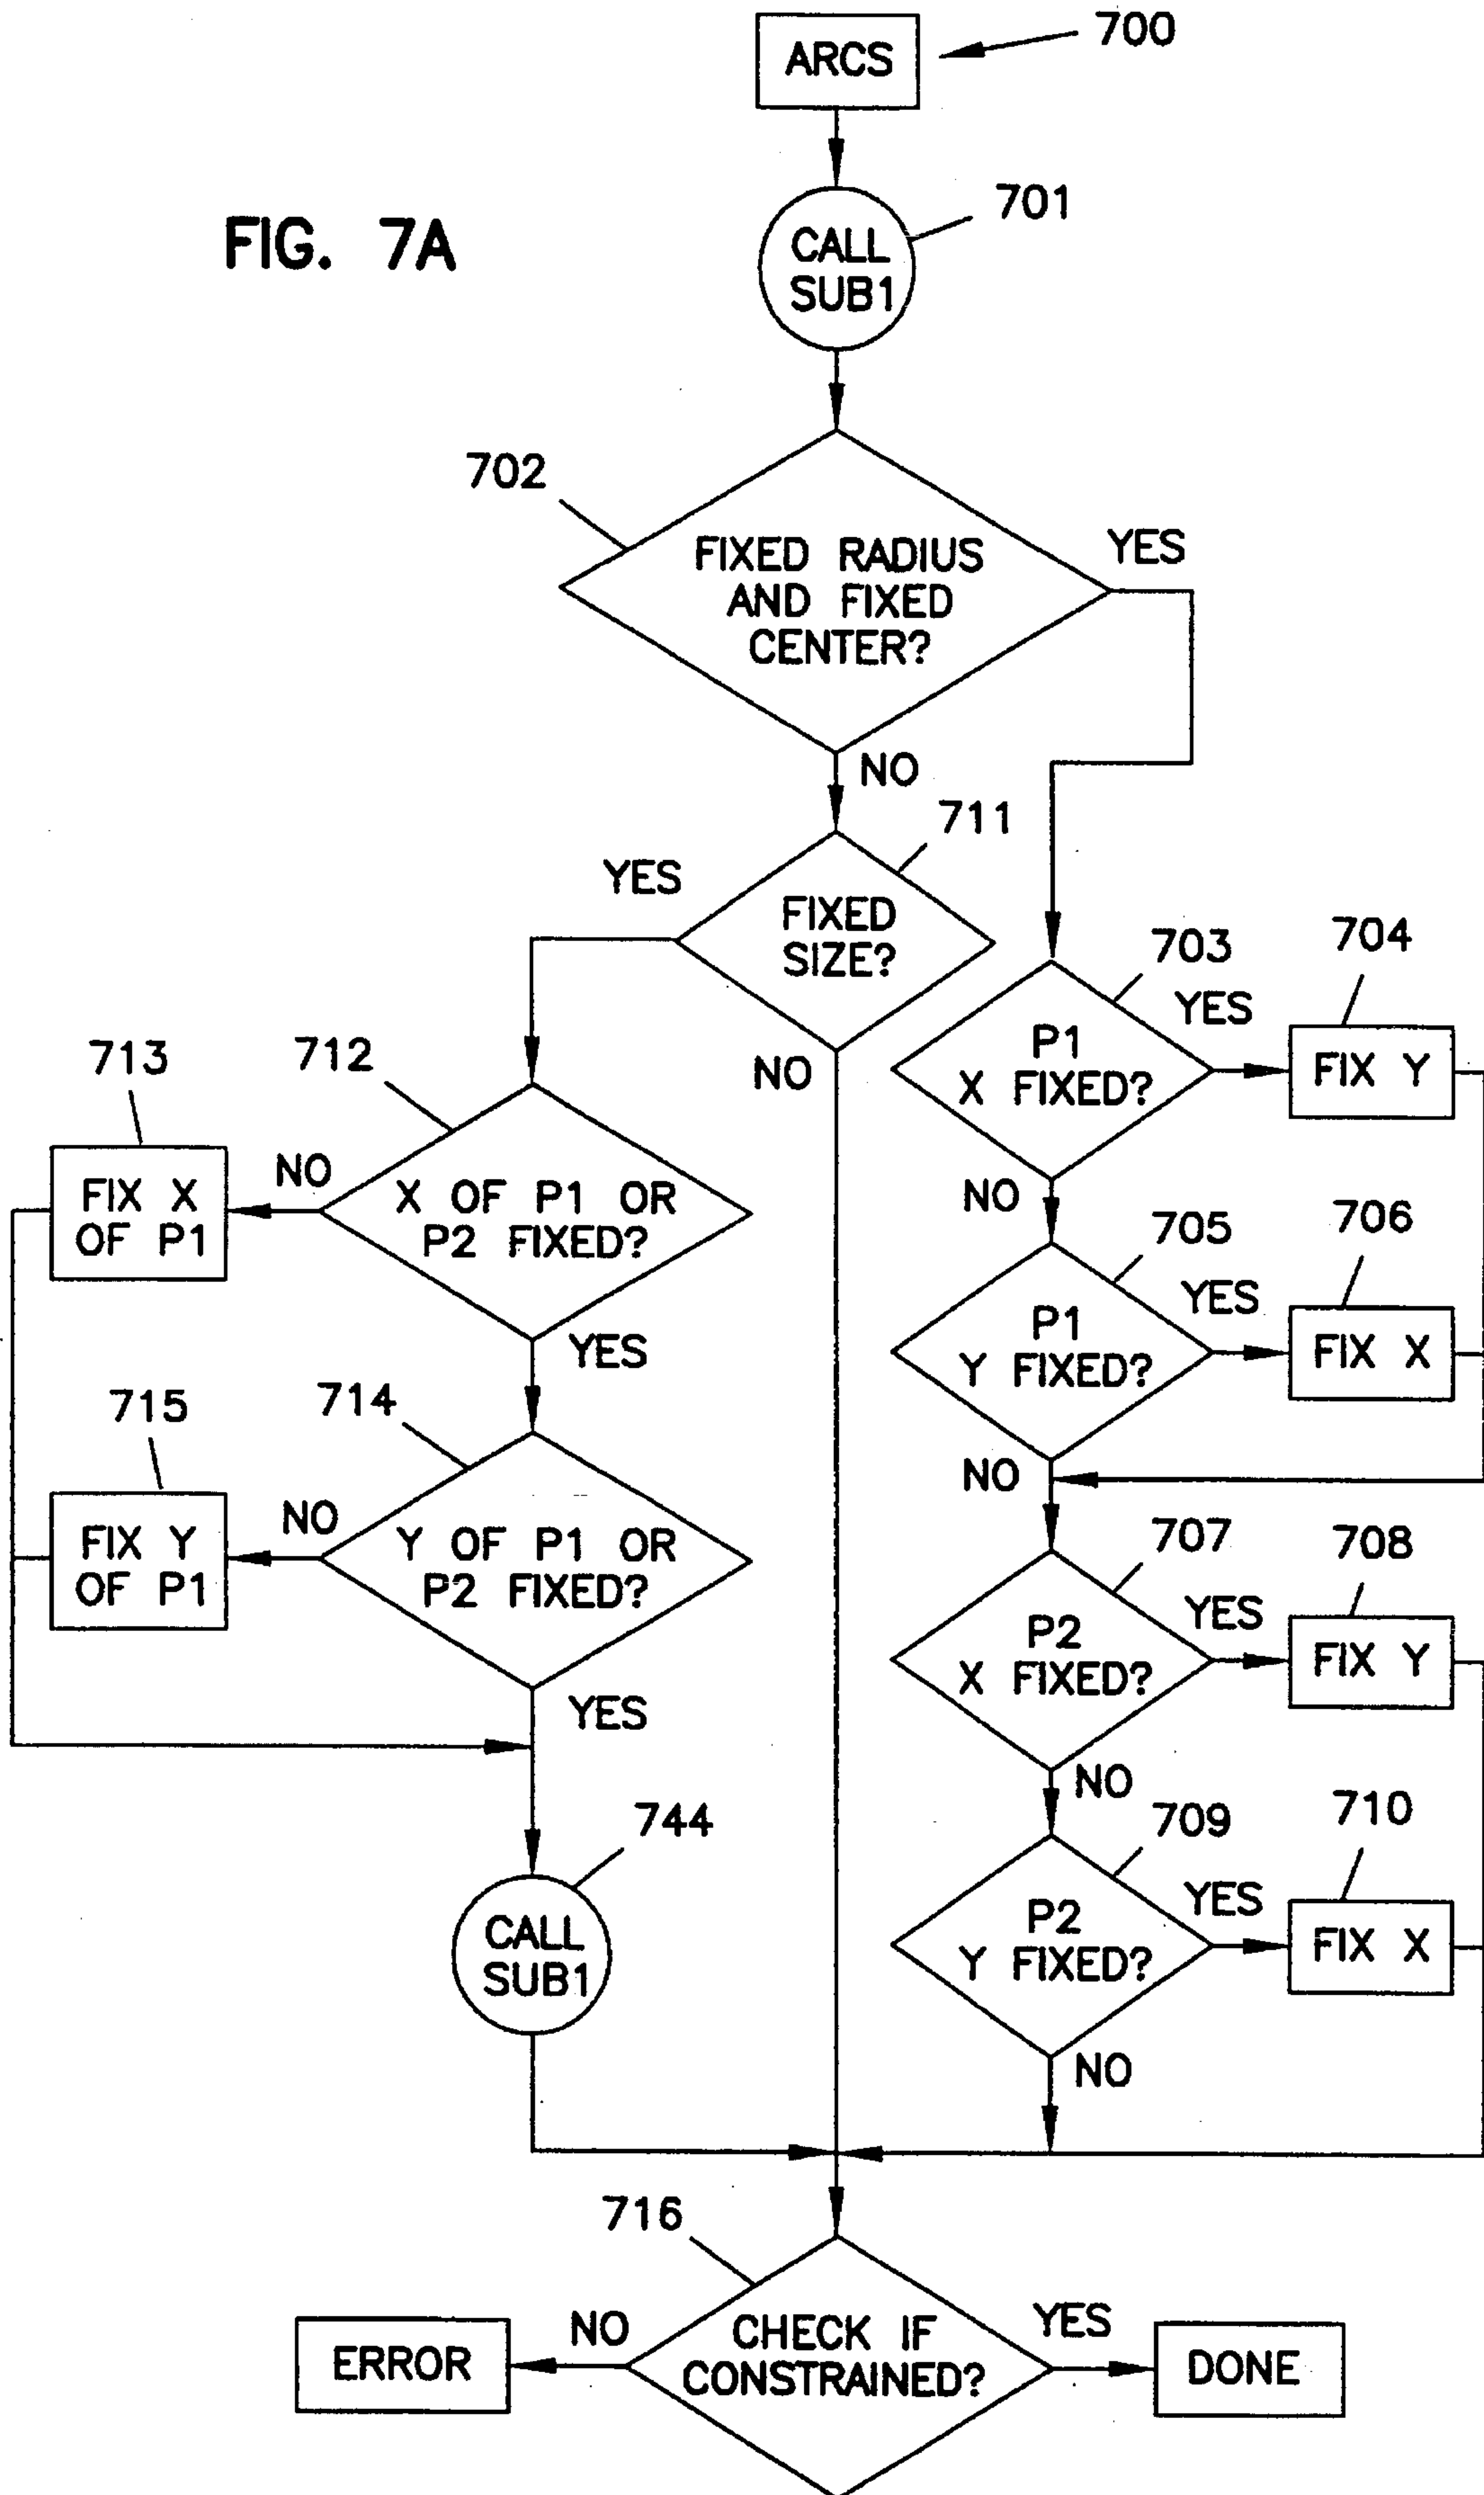 ARCS
700
FIG. 7A
701
CALL
SUB1
702
FIXED RADIUS
AND FIXED
CENTER?
YES
NO
711
YES
FIXED
SIZE?
NO
703
704
P1
X FIXED?
YES
FIX Y
NO
713
712
FIX X
OF P1
NO
X OF P1 OR
P2 FIXED?
YES
705
706
P1
Y FIXED?
YES
FIX X
NO
715
714
FIX Y
OF P1
NO
Y OF P1 OR
P2 FIXED?
YES
707
708
P2
X FIXED?
YES
FIX Y
NO
744
CALL
SUB1
709
710
P2
Y FIXED?
YES
FIX X
NO
716
ERROR
NO
CHECK IF
CONSTRAINED?
YES
DONE